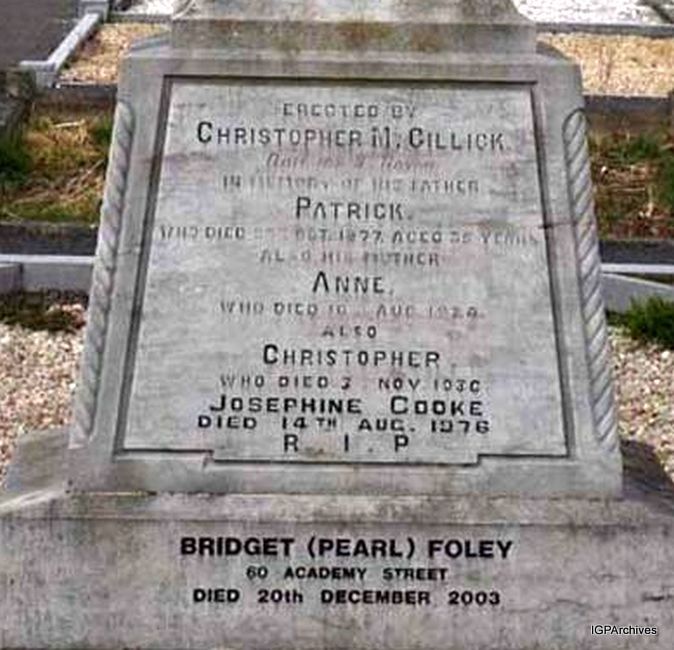 ERECTED BY
CHRISTOPHER Mc GILLICK.
IN MEMORY OF HIS FATHER
PATRICK.
WHO DIED OCT. 1877, AGED YEARS
ALSO HIS MOTHER
ANNE.
WHO DIED AUG.
ALSO
CHRISTOPHER.
WHO DIED NOV.
JOSEPHINE COOKE
DIED 14TH AUG. 1976
R. I. P
BRIDGET (PEARL) FOLEY
60 ACADEMY STREET
DIED 20th DECEMBER 2003
IGPArchives